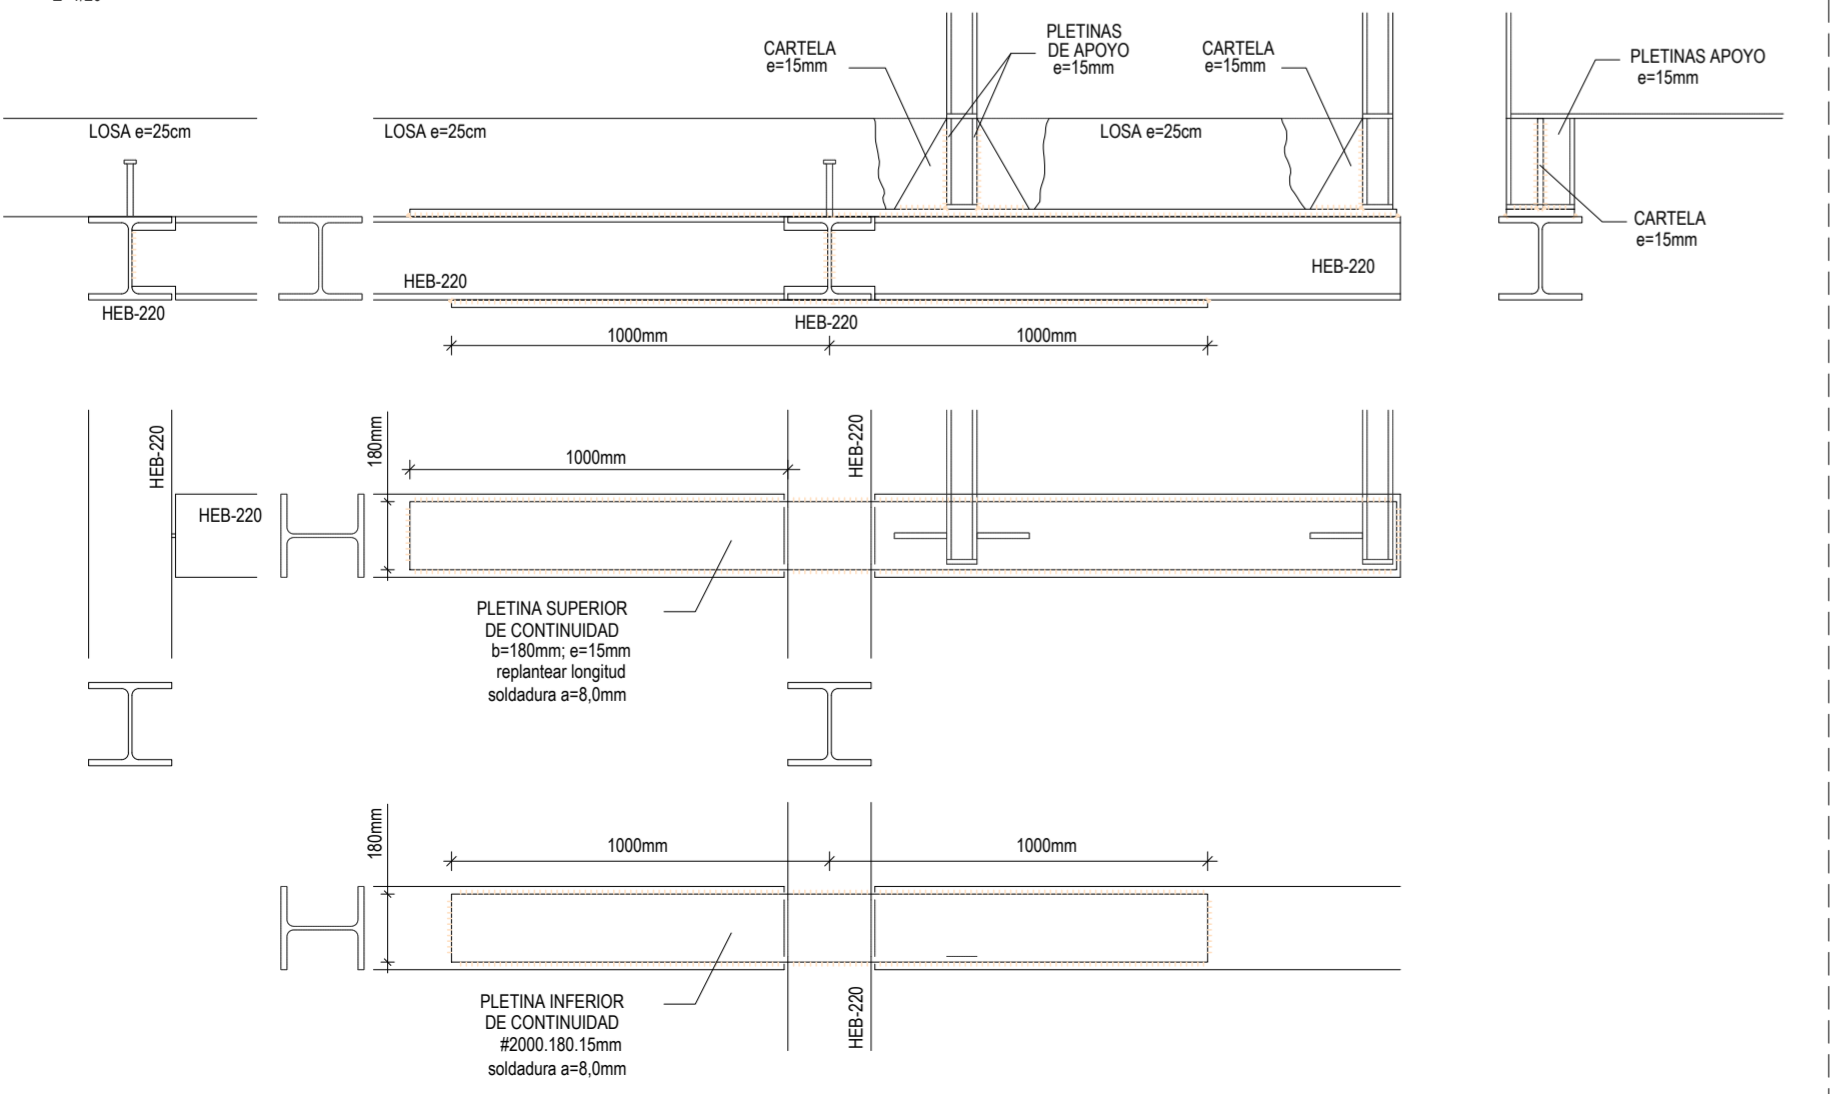 CARTELA
e=15mm
PLETINAS
DE APOYO
e=15mm
CARTELA
e=15mm
PLETINAS APOYO
e=15mm
LOSA e=25cm
LOSA e=25cm
LOSA e=25cm
CARTELA
e=15mm
HEB-220
HEB-220
HEB-220
HEB-220
1000mm
1000mm
HEB-220
180mm
1000mm
HEB-220
HEB-220
PLETINA SUPERIOR
DE CONTINUIDAD
b=180mm; e=15mm
replantear longitud
soldadura a=8,0mm
180mm
1000mm
1000mm
PLETINA INFERIOR
DE CONTINUIDAD
#2000.180.15mm
soldadura a=8,0mm
HEB-220